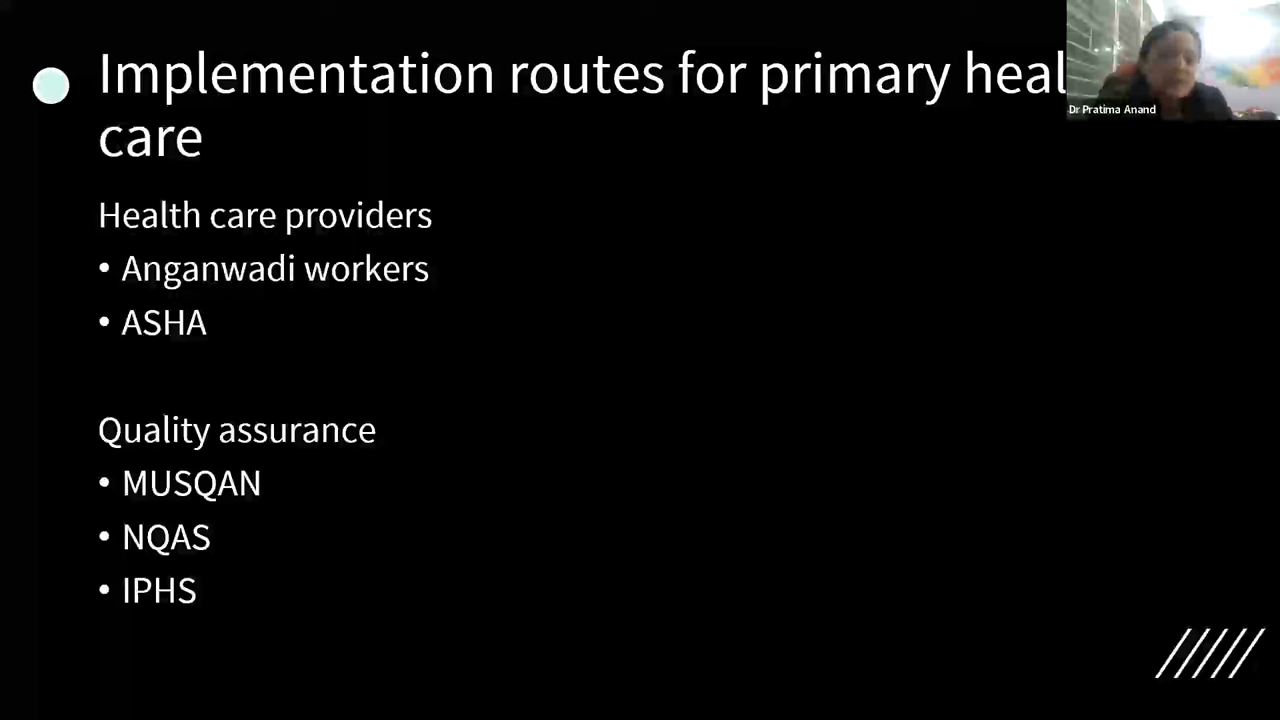 Implementation routes for primary heal
care
Dr Pratima Anand
Health care providers
• Anganwadi workers
• ASHA
Quality assurance
• MUSQAN
• NQAS
• IPHS